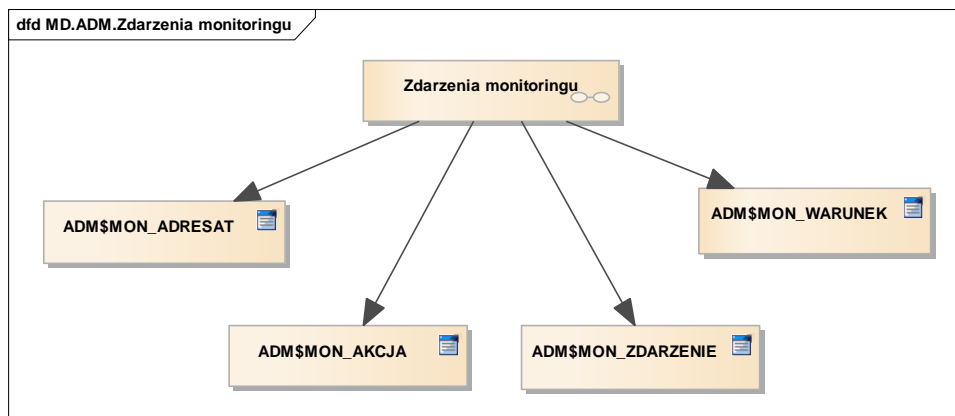 dfd MD.ADM.Zdarzenia monitoringu
Zdarzenia monitoringu
ADM$MON_ADRESAT
ADM$MON_WARUNEK
ADM$MON_AKCJA
ADM$MON_ZDARZENIE